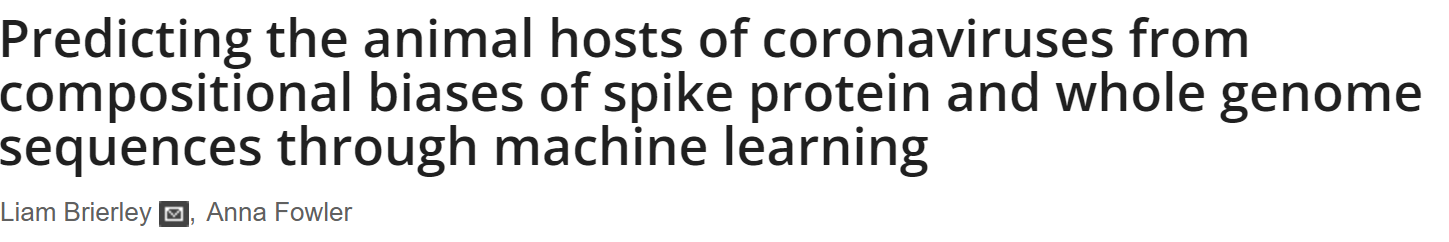 Predicting the animal hosts of coronaviruses from
compositional biases of spike protein and whole genome
sequences through machine learning
Liam Brierley , Anna Fowler